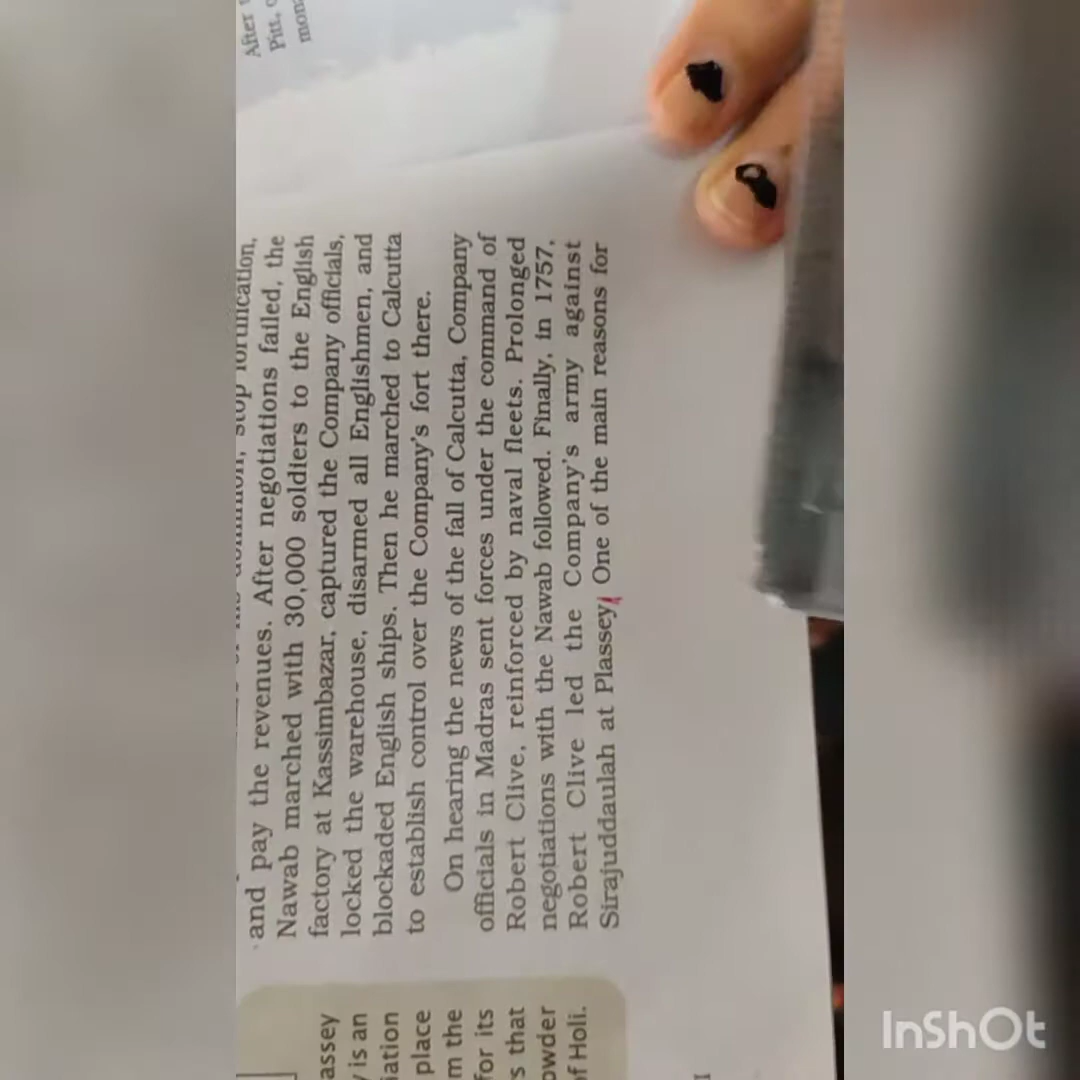 After
Pitt,
stop fortification,
and pay the revenues. After negotiations failed, the
Nawab marched with 30,000 soldiers to the English
factory at Kassimbazar, captured the Company officials,
locked the warehouse, disarmed all Englishmen, and
blockaded English ships. Then he marched to Calcutta
to establish control over the Company's fort there.
On hearing the news of the fall of Calcutta, Company
officials in Madras sent forces under the command of
Robert Clive, reinforced by naval fleets. Prolonged
negotiations with the Nawab followed. Finally, in 1757,
Robert Clive led the Company's army against
Sirajuddaulah at Plassey. One of the main reasons for
assey
is an
iation
place
m the
for its
s that
owder
of Holi.
InShOt